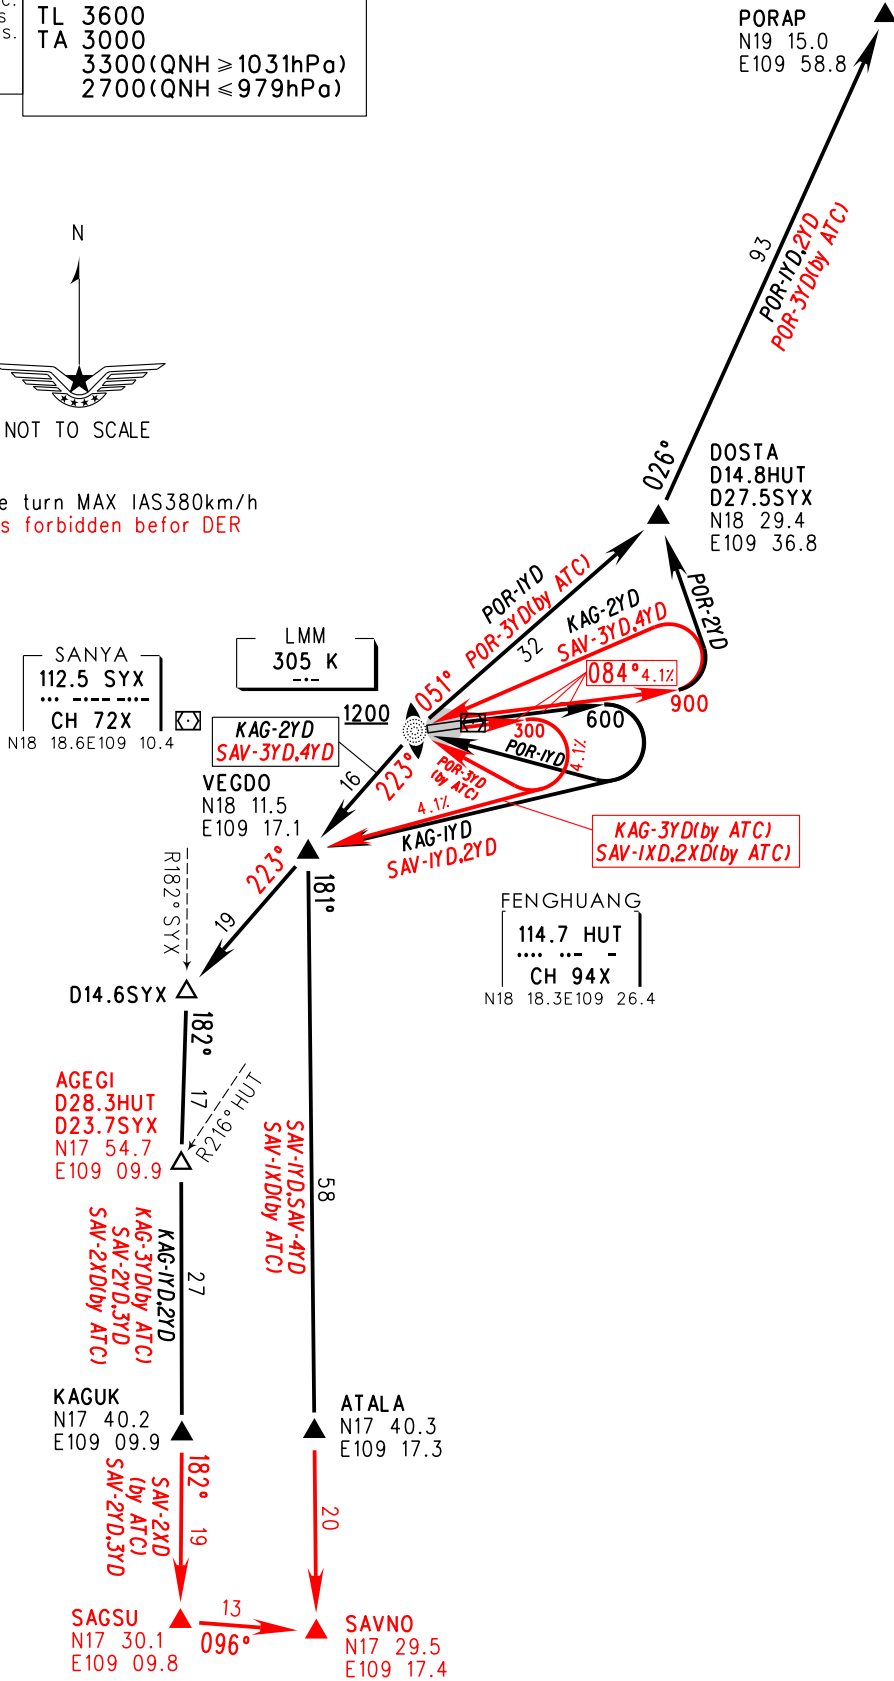 TL 3600
TA 3000
3300(QNH ≥1031hPa)
2700(QNH ≤979hPa)
PORAP
N19 15.0
E109 58.8
N
NOT TO SCALE
93
POR-1YD,2YD
POR-3YD(by ATC)
turn MAX IAS380km/h
forbidden befor DER
026°
DOSTA
D14.8HUT
D27.5SYX
N18 29.4
E109 36.8
POR-1YD
POR-3YD(by ATC)
32
KAG-2YD
SAV-3YD,4YD
POR-2YD
SANYA
112.5 SYX
··· -·-- -··-
CH 72X
N18 18.6E109 10.4
LMM
305 K
-·-
051°
084° 4.1%
900
1200
600
300
KAG-2YD
SAV-3YD,4YD
POR-1YD
4.1%
POR-3YD
(by ATC)
223°
16
VEGDO
N18 11.5
E109 17.1
4.1%
KAG-1YD
SAV-1YD,2YD
KAG-3YD(by ATC)
SAV-1XD,2XD(by ATC)
223°
181°
R182° SYX
19
FENGHUANG
114.7 HUT
···· ··- -
CH 94X
N18 18.3E109 26.4
D14.6SYX
182°
17
R216° HUT
AGEGI
D28.3HUT
D23.7SYX
N17 54.7
E109 09.9
SAV-1YD,SAV-4YD
SAV-1XD(by ATC)
58
KAG-1YD,2YD
KAG-3YD(by ATC)
SAV-2YD,3YD
SAV-2XD(by ATC)
27
KAGUK
N17 40.2
E109 09.9
ATALA
N17 40.3
E109 17.3
182°
SAV-2XD
(by ATC)
SAV-2YD,3YD
19
20
SAGSU
N17 30.1
E109 09.8
13
096°
SAVNO
N17 29.5
E109 17.4